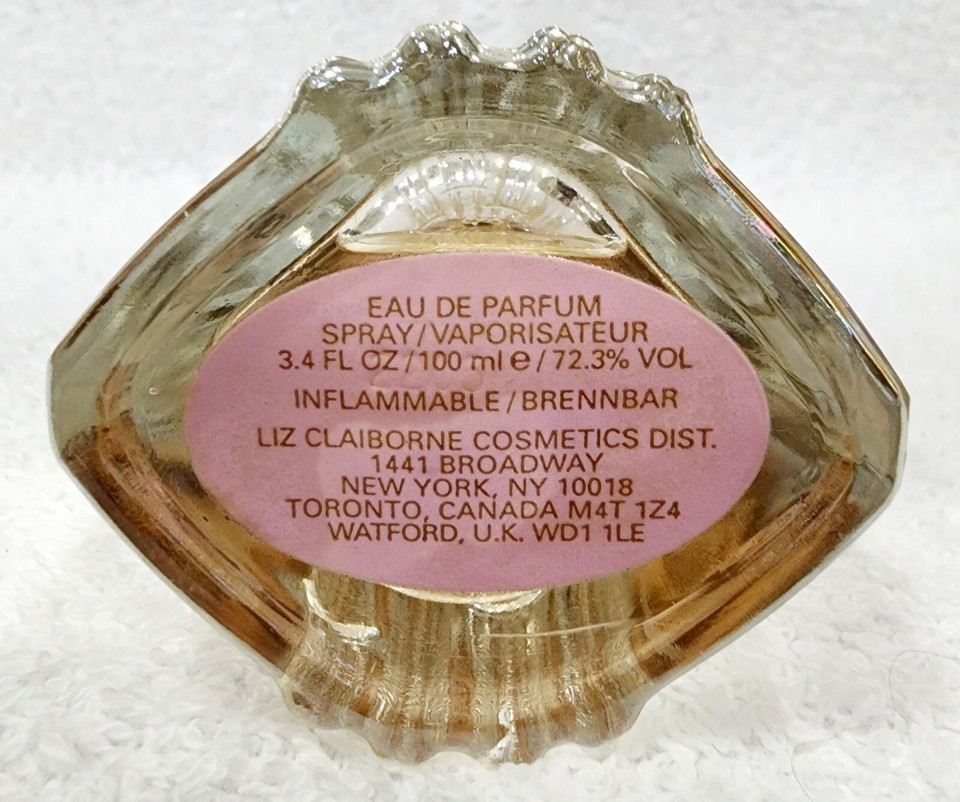 EAU DE PARFUM
SPRAY/VAPORISATEUR
3.4 FL OZ/100 ml ℮/72.3% VOL
INFLAMMABLE/BRENNBAR
LIZ CLAIBORNE COSMETICS DIST.
1441 BROADWAY
NEW YORK, NY 10018
TORONTO, CANADA M4T 1Z4
WATFORD, U.K. WD1 1LE